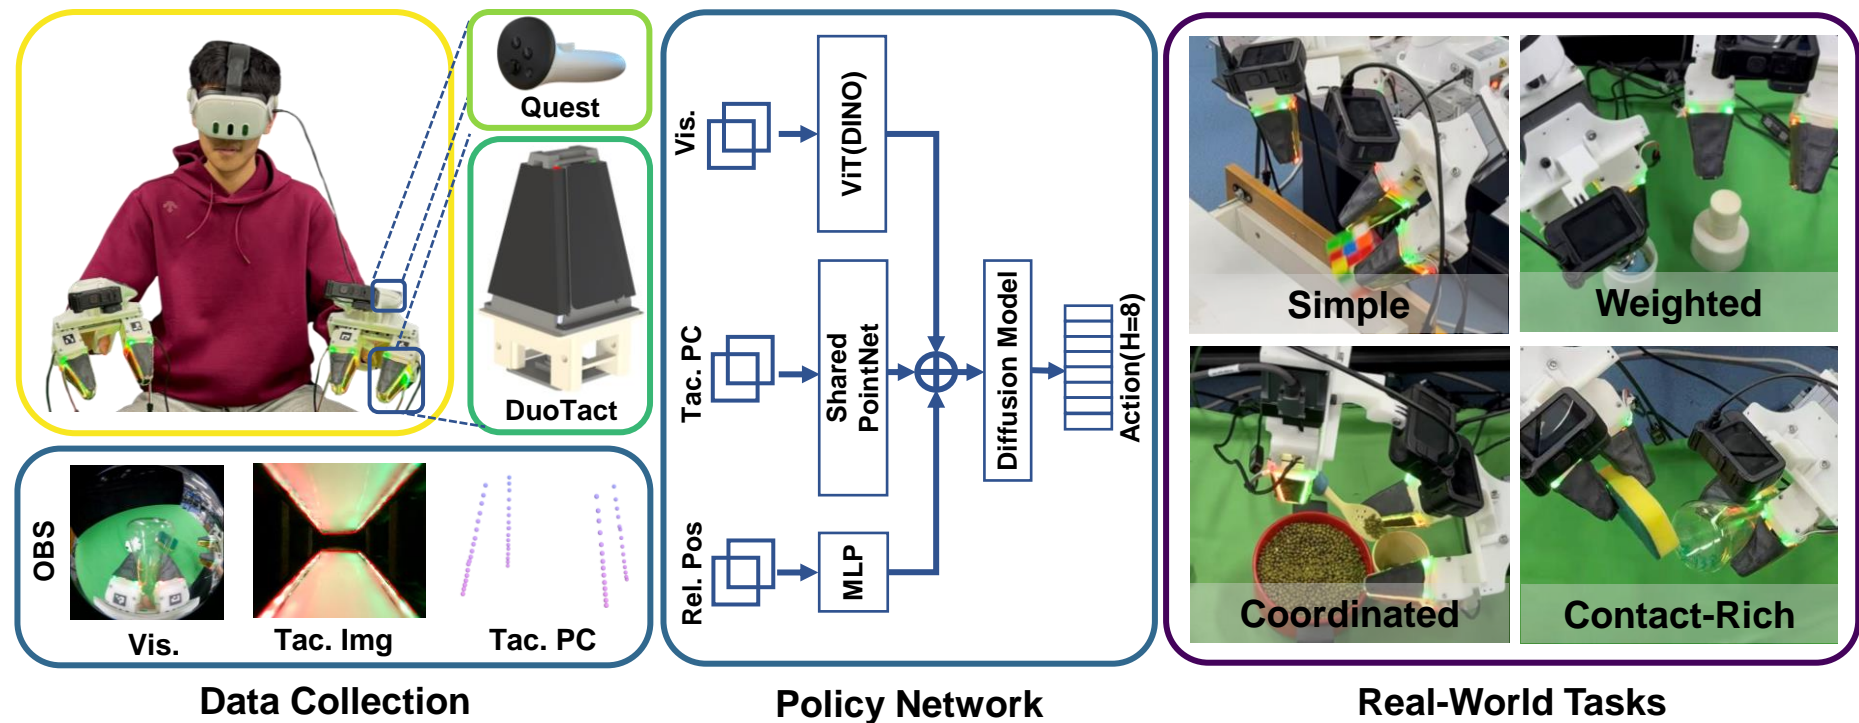 Quest
DuoTact
OBS
Vis.
Tac. Img
Tac. PC
Data Collection
Vis.
ViT(DINO)
Tac. PC
Shared
PointNet
Rel. Pos
MLP
Diffusion Model
Action(H=8)
Policy Network
Simple
Weighted
Coordinated
Contact-Rich
Real-World Tasks